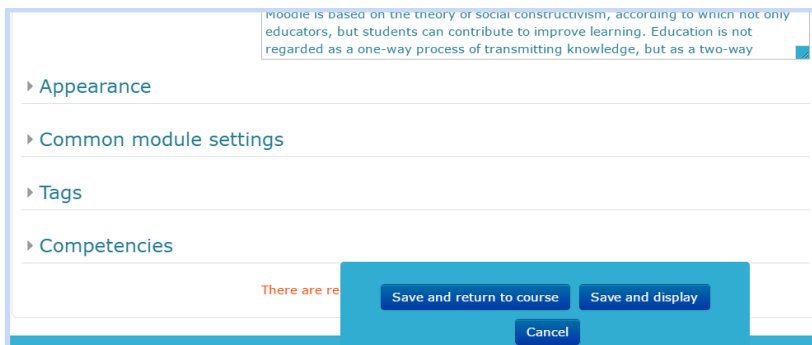 Moodle is based on the theory of social constructivism, according to which not only
educators, but students can contribute to improve learning. Education is not
regarded as a one-way process of transmitting knowledge, but as a two-way
Appearance
Common module settings
Tags
Competencies
There are re
Save and return to course
Save and display
Cancel